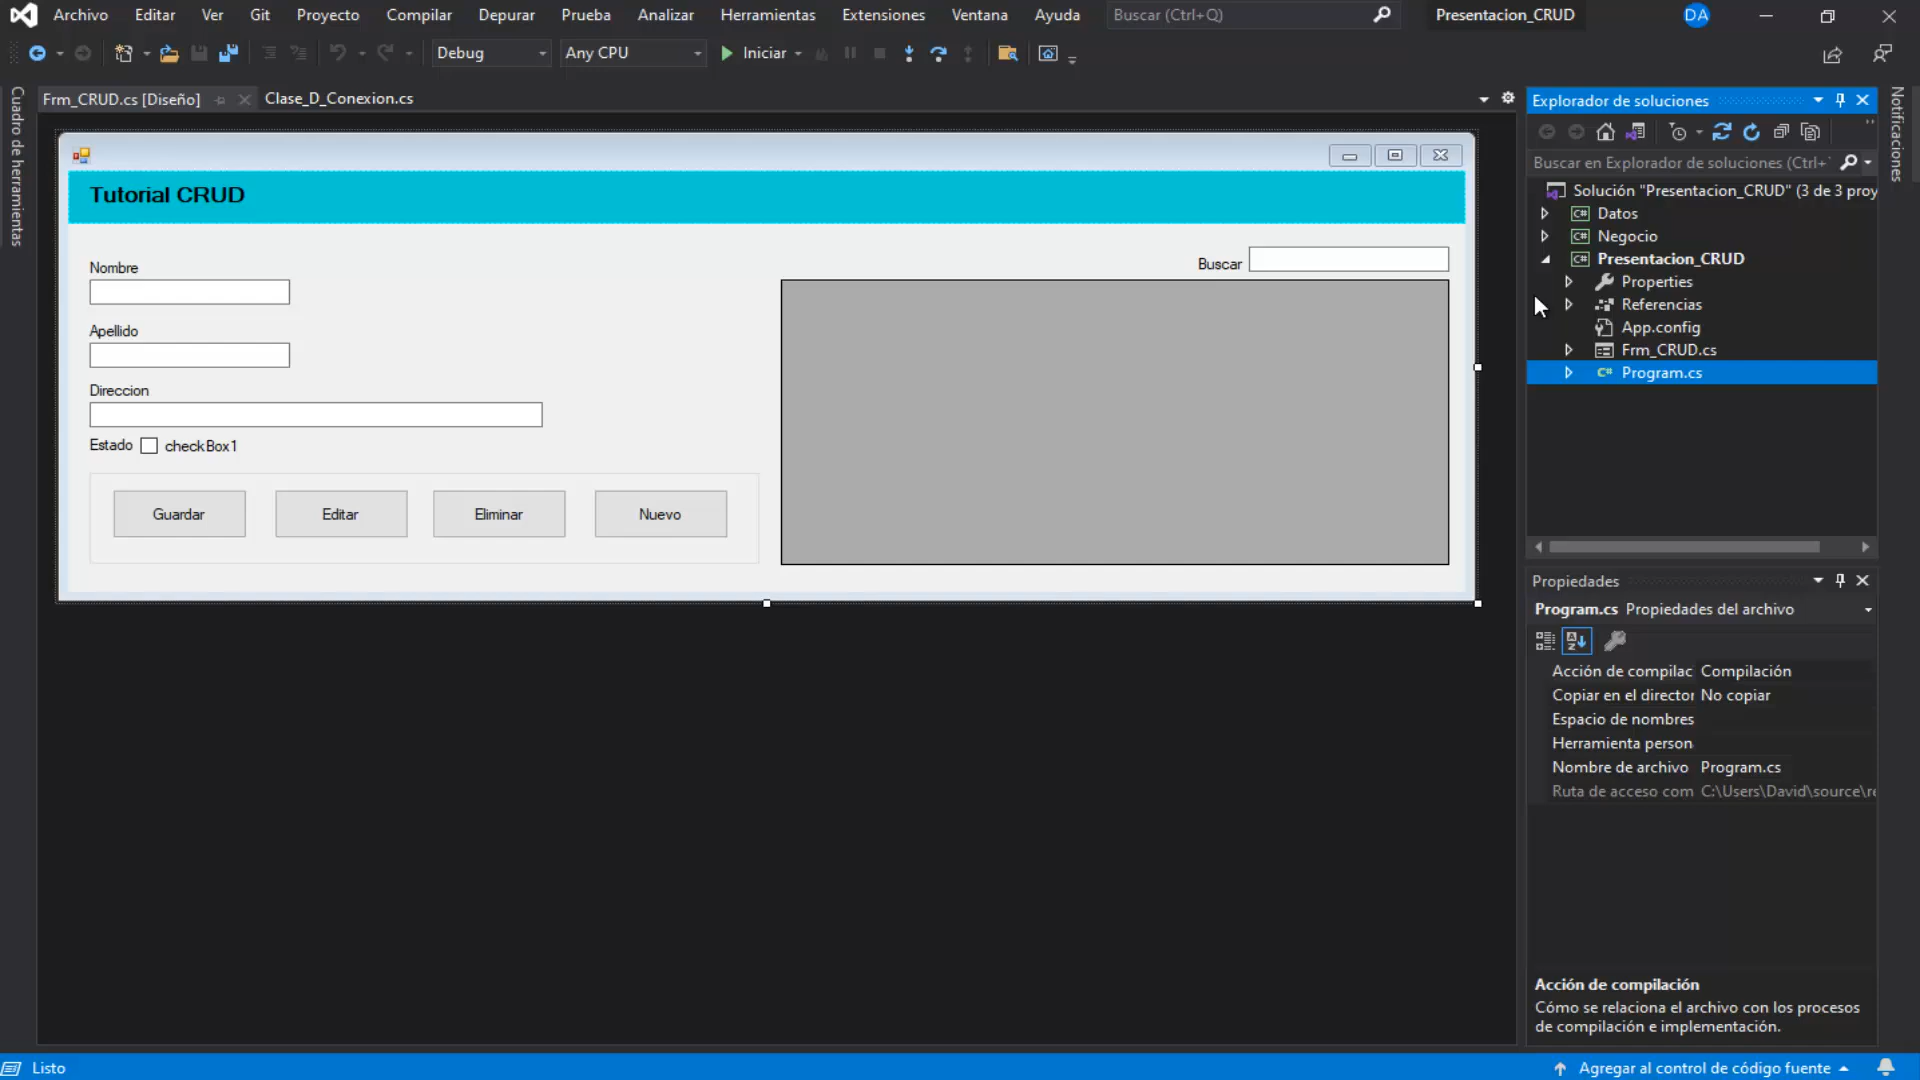 Archivo Editar Ver Git Proyecto Compilar Depurar Prueba Analizar Herramientas Extensiones Ventana Ayuda Buscar (Ctrl+Q) Presentacion_CRUD DA
Debug Any CPU Iniciar
Cuadro de herramientas
Frm_CRUD.cs [Diseño] Clase_D_Conexion.cs
Tutorial CRUD
Nombre
Apellido
Direccion
Estado checkBox1
Guardar Editar Eliminar Nuevo
Buscar
Explorador de soluciones
Buscar en Explorador de soluciones (Ctrl+
Solución "Presentacion_CRUD" (3 de 3 proy
C# Datos
C# Negocio
C# Presentacion_CRUD
Properties
Referencias
App.config
Frm_CRUD.cs
C# Program.cs
Propiedades
Program.cs Propiedades del archivo
Acción de compilac Compilación
Copiar en el director No copiar
Espacio de nombres
Herramienta person
Nombre de archivo Program.cs
Ruta de acceso com C:\Users\David\source\re
Acción de compilación
Cómo se relaciona el archivo con los procesos
de compilación e implementación.
Notificaciones
Listo
Agregar al control de código fuente